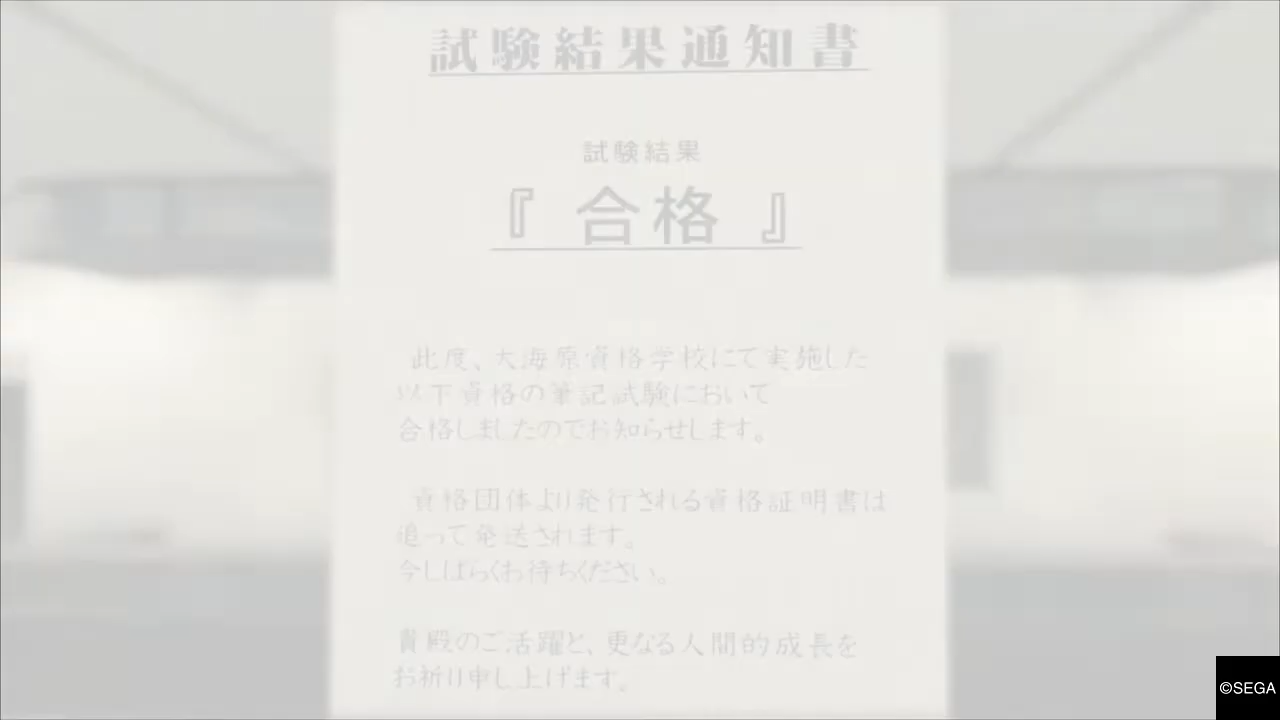 試験結果通知書
試験結果
『合格』
此度、大海原資格学校にて実施した
以下資格の筆記試験において
合格しましたのでお知らせします。
資格団体より発行される資格証明書は
追って発送されます。
今しばらくお待ちください。
貴殿のご活躍と、更なる人間的成長を
お祈り申し上げます。
©SEGA